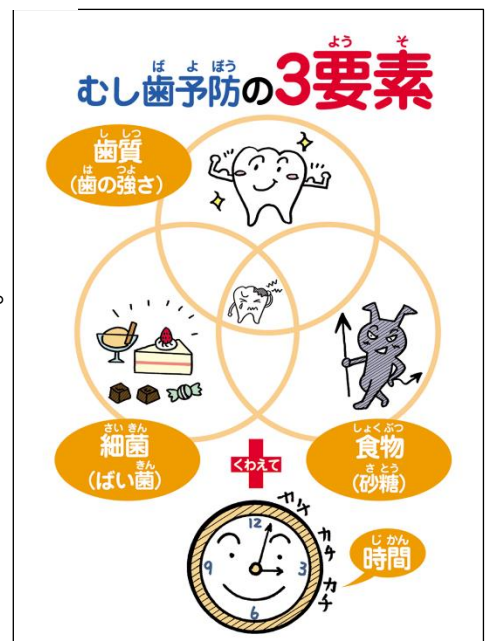 むし歯予防の3要素
歯質
(歯の強さ)
細菌
(ばい菌)
食物
(砂糖)
くわえて
カチ
カチ
カチ
時間
12
3
6
9